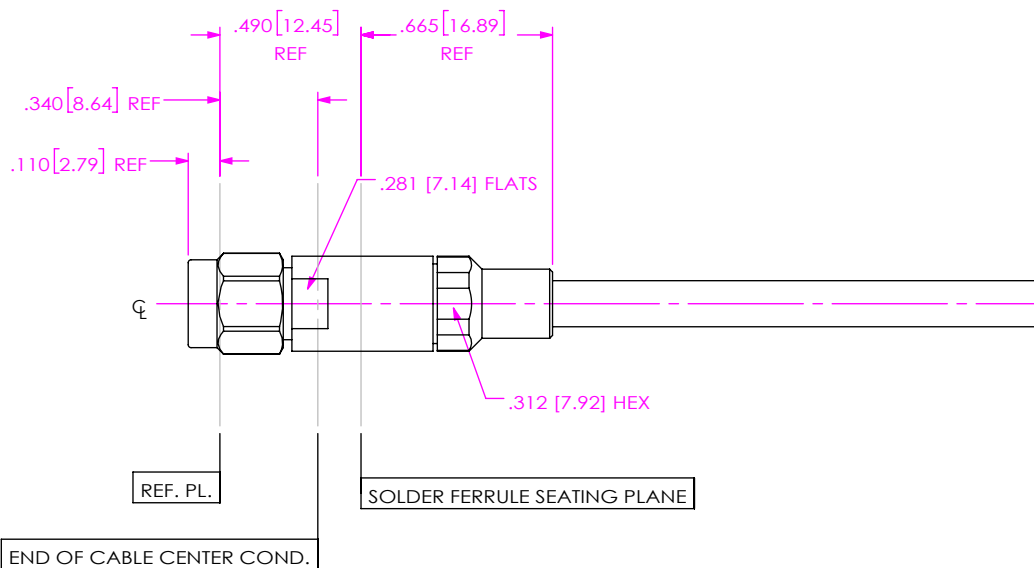 .490[12.45]
REF
.665[16.89]
REF
.340[8.64] REF
.110[2.79] REF
.281 [7.14] FLATS
℄
.312 [7.92] HEX
REF. PL.
SOLDER FERRULE SEATING PLANE
END OF CABLE CENTER COND.